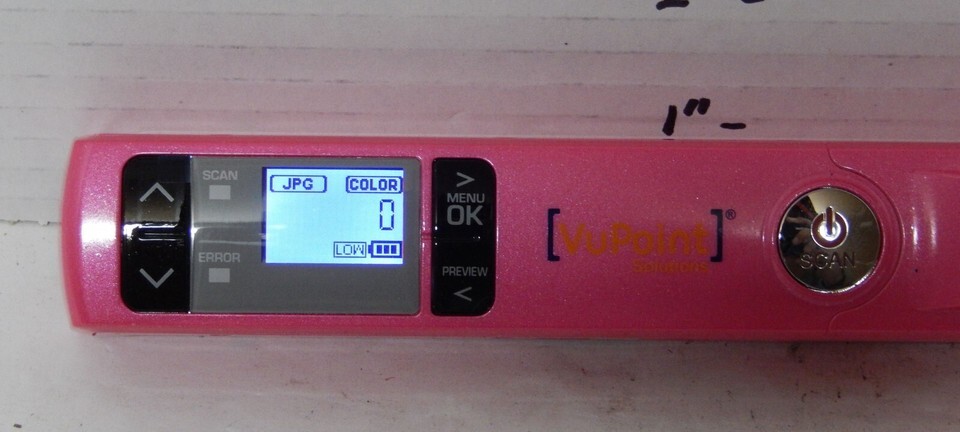 1" -
SCAN
ERROR
JPG COLOR
0
LOW
MENU
OK
PREVIEW
[VuPoint]®
Solutions
SCAN